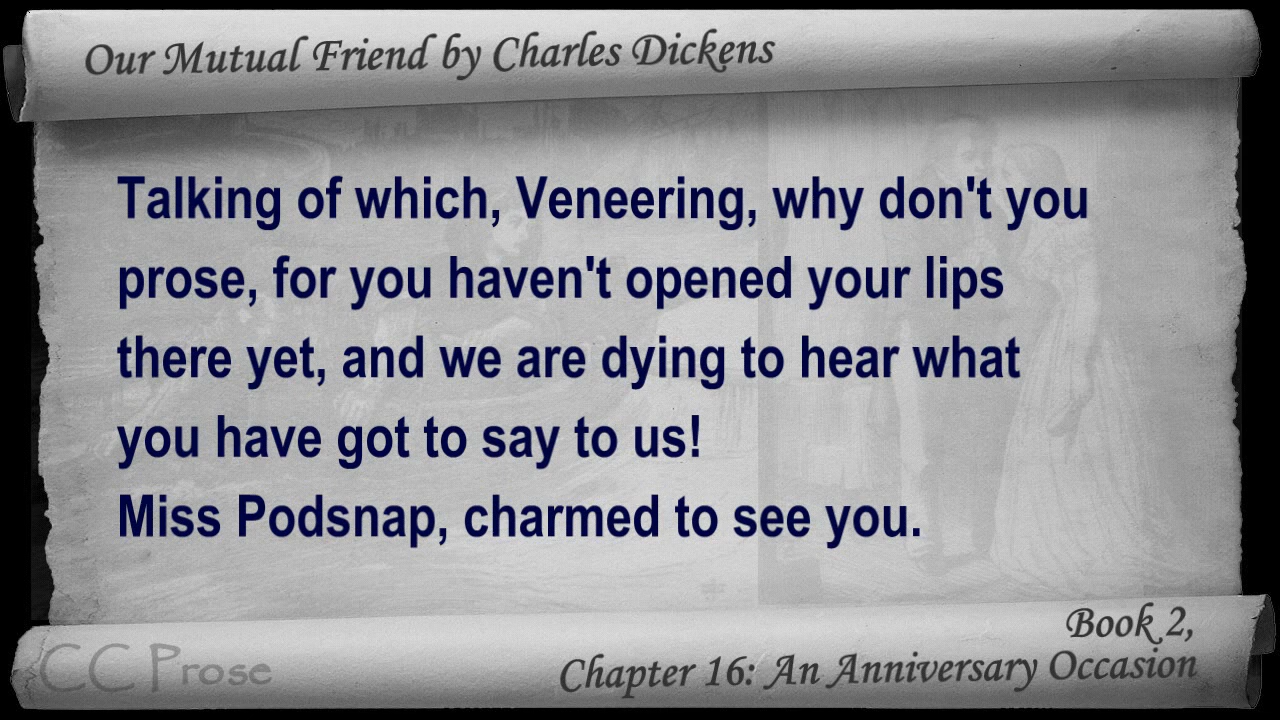 Our Mutual Friend by Charles Dickens
Talking of which, Veneering, why don't you
prose, for you haven't opened your lips
there yet, and we are dying to hear what
you have got to say to us!
Miss Podsnap, charmed to see you.
Book 2,
Chapter 16: An Anniversary Occasion
CC Prose